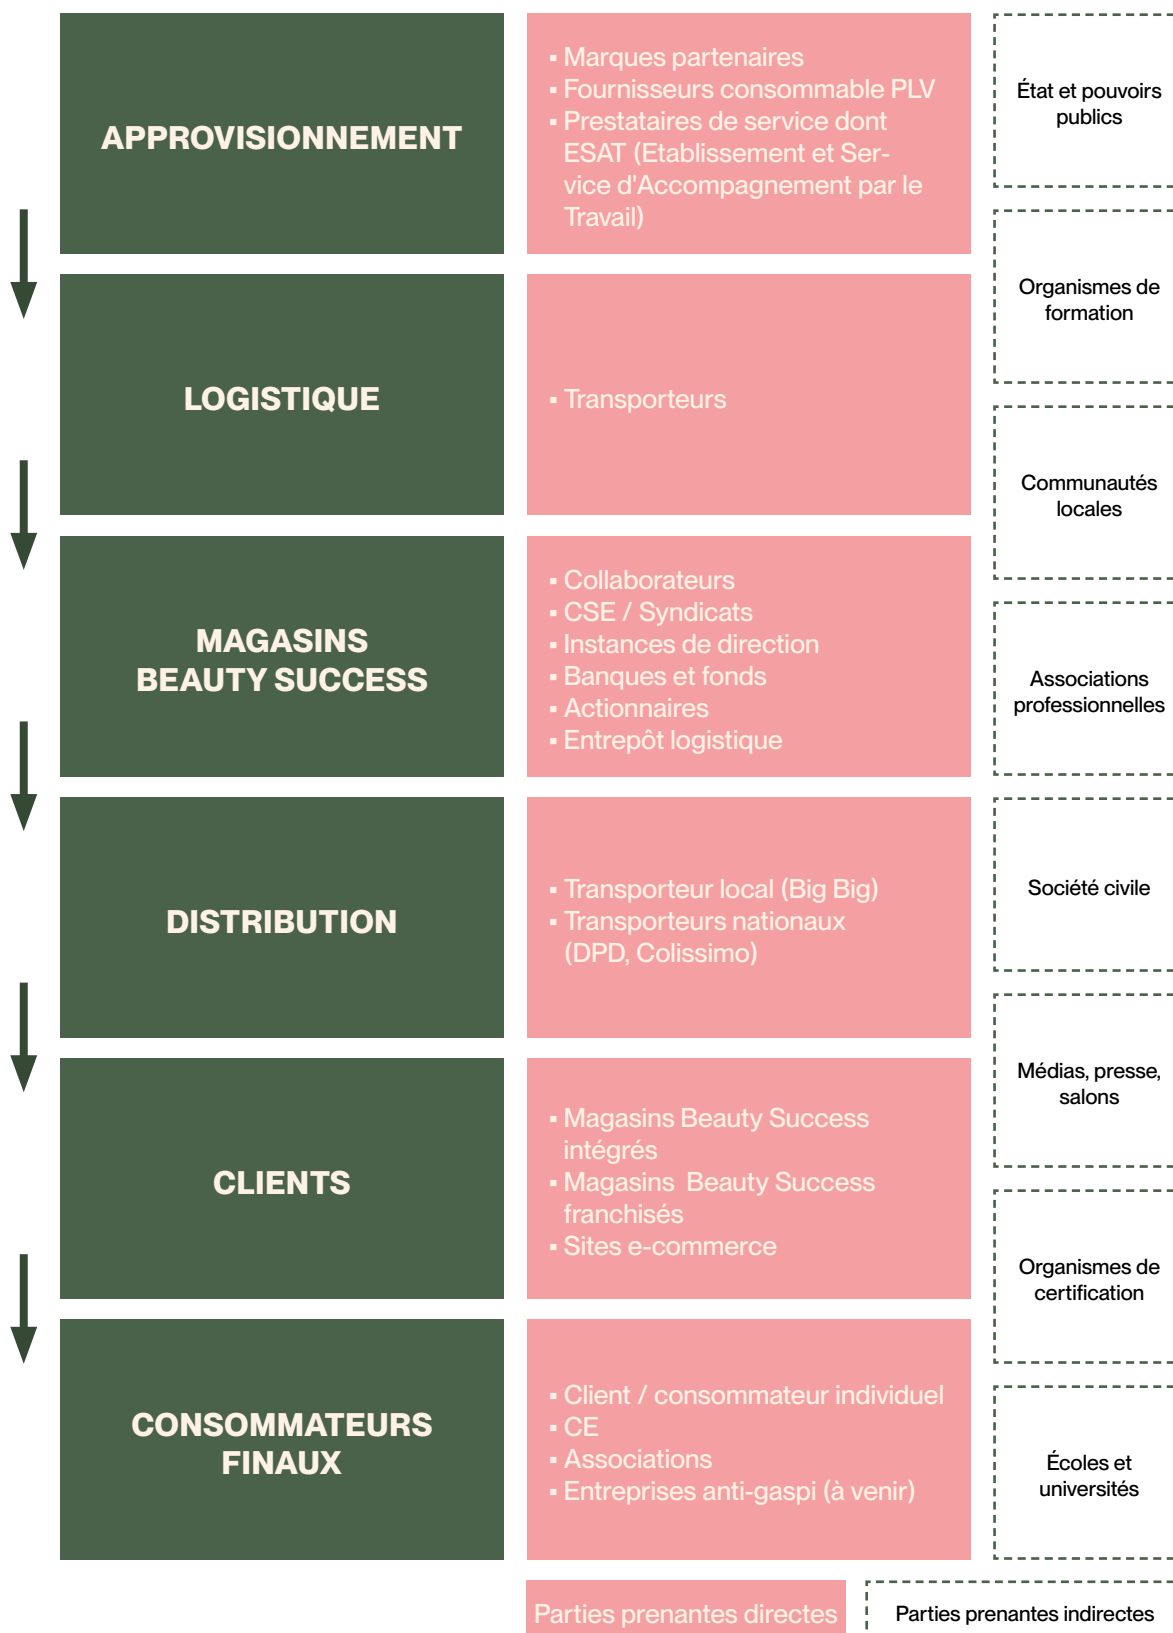 APPROVISIONNEMENT
▪ Marques partenaires
▪ Fournisseurs consommable PLV
▪ Prestataires de service dont
ESAT (Etablissement et Ser-
vice d'Accompagnement par le
Travail)
LOGISTIQUE
▪ Transporteurs
MAGASINS
BEAUTY SUCCESS
▪ Collaborateurs
▪ CSE / Syndicats
▪ Instances de direction
▪ Banques et fonds
▪ Actionnaires
▪ Entrepôt logistique
DISTRIBUTION
▪ Transporteur local (Big Big)
▪ Transporteurs nationaux
(DPD, Colissimo)
CLIENTS
▪ Magasins Beauty Success
intégrés
▪ Magasins Beauty Success
franchisés
▪ Sites e-commerce
CONSOMMATEURS
FINAUX
▪ Client / consommateur individuel
▪ CE
▪ Associations
▪ Entreprises anti-gaspi (à venir)
État et pouvoirs
publics
Organismes de
formation
Communautés
locales
Associations
professionnelles
Société civile
Médias, presse,
salons
Organismes de
certification
Écoles et
universités
Parties prenantes directes
Parties prenantes indirectes